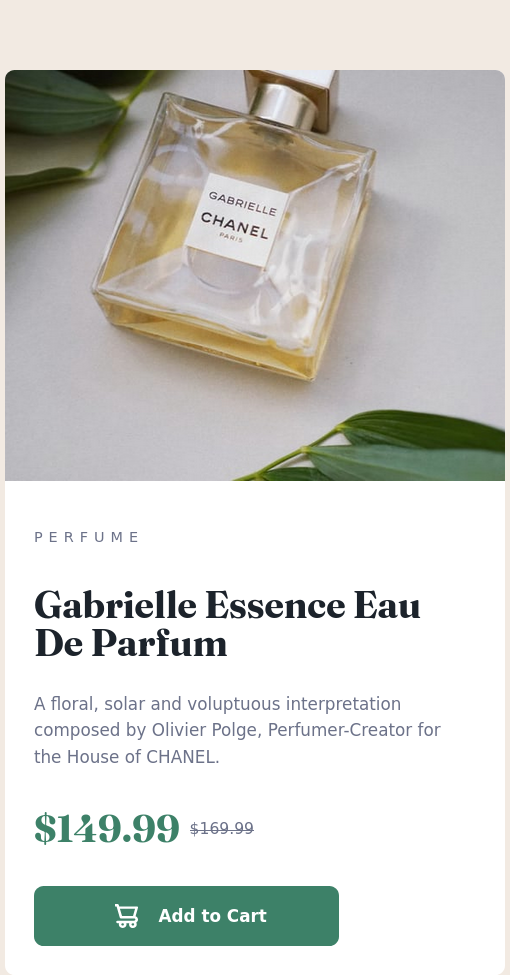 GABRIELLE
CHANEL
PARIS
PERFUME
Gabrielle Essence Eau
De Parfum
A floral, solar and voluptuous interpretation
composed by Olivier Polge, Perfumer-Creator for
the House of CHANEL.
$149.99 $169.99
Add to Cart